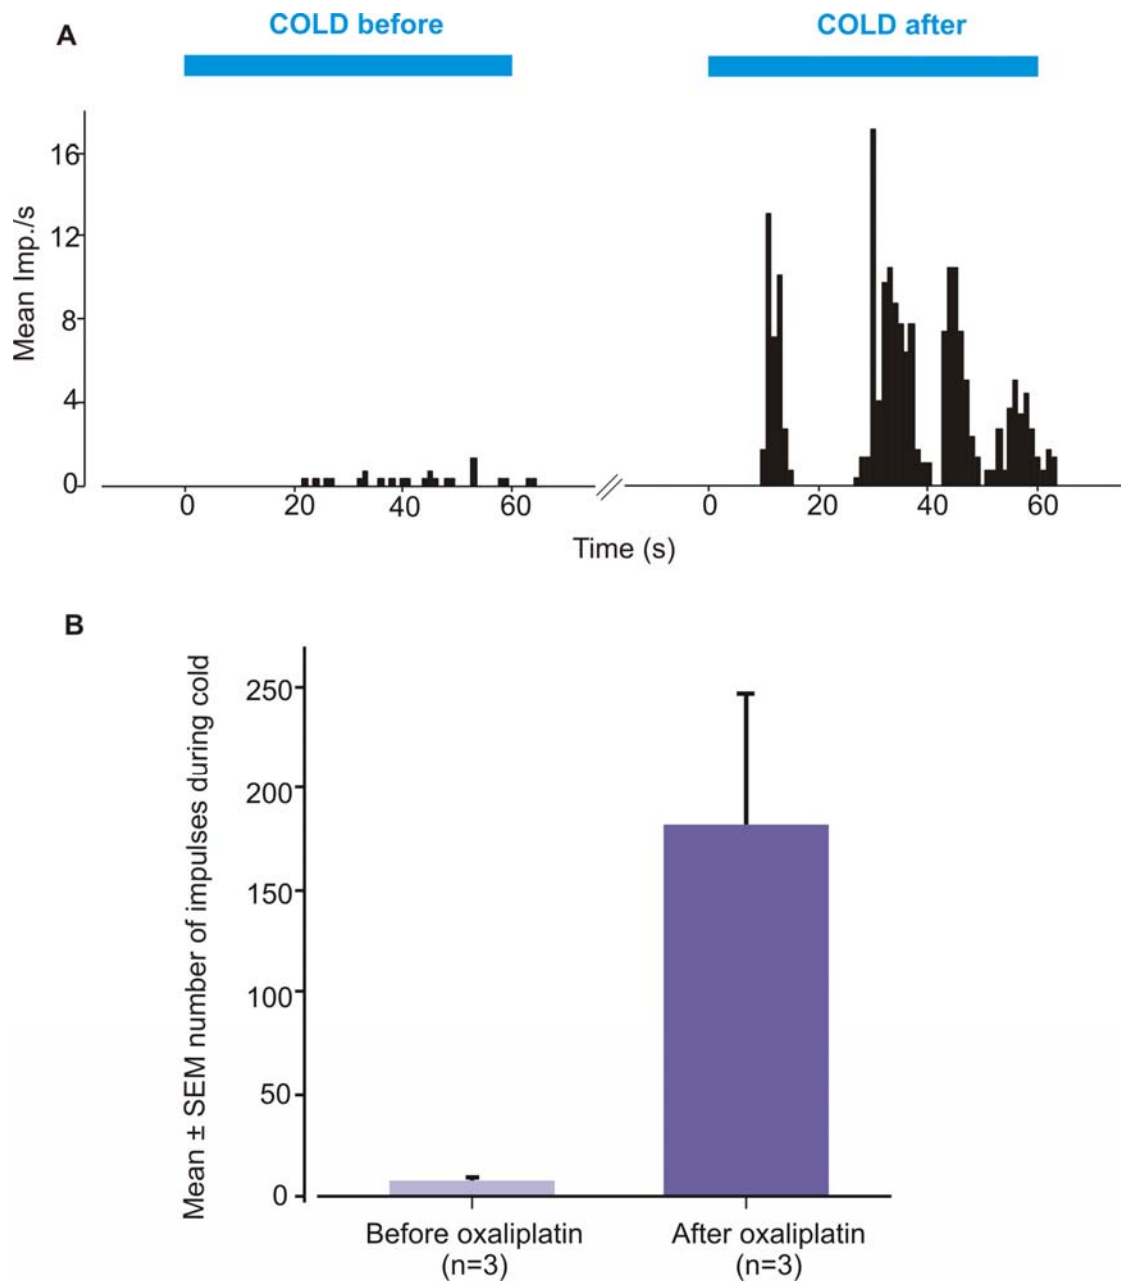 A
COLD before
COLD after
Mean Imp./s
16
12
8
4
0
0
20
40
60
0
20
40
60
Time (s)
B
Mean ± SEM number of impulses during cold
250
200
150
100
50
0
Before oxaliplatin
(n=3)
After oxaliplatin
(n=3)